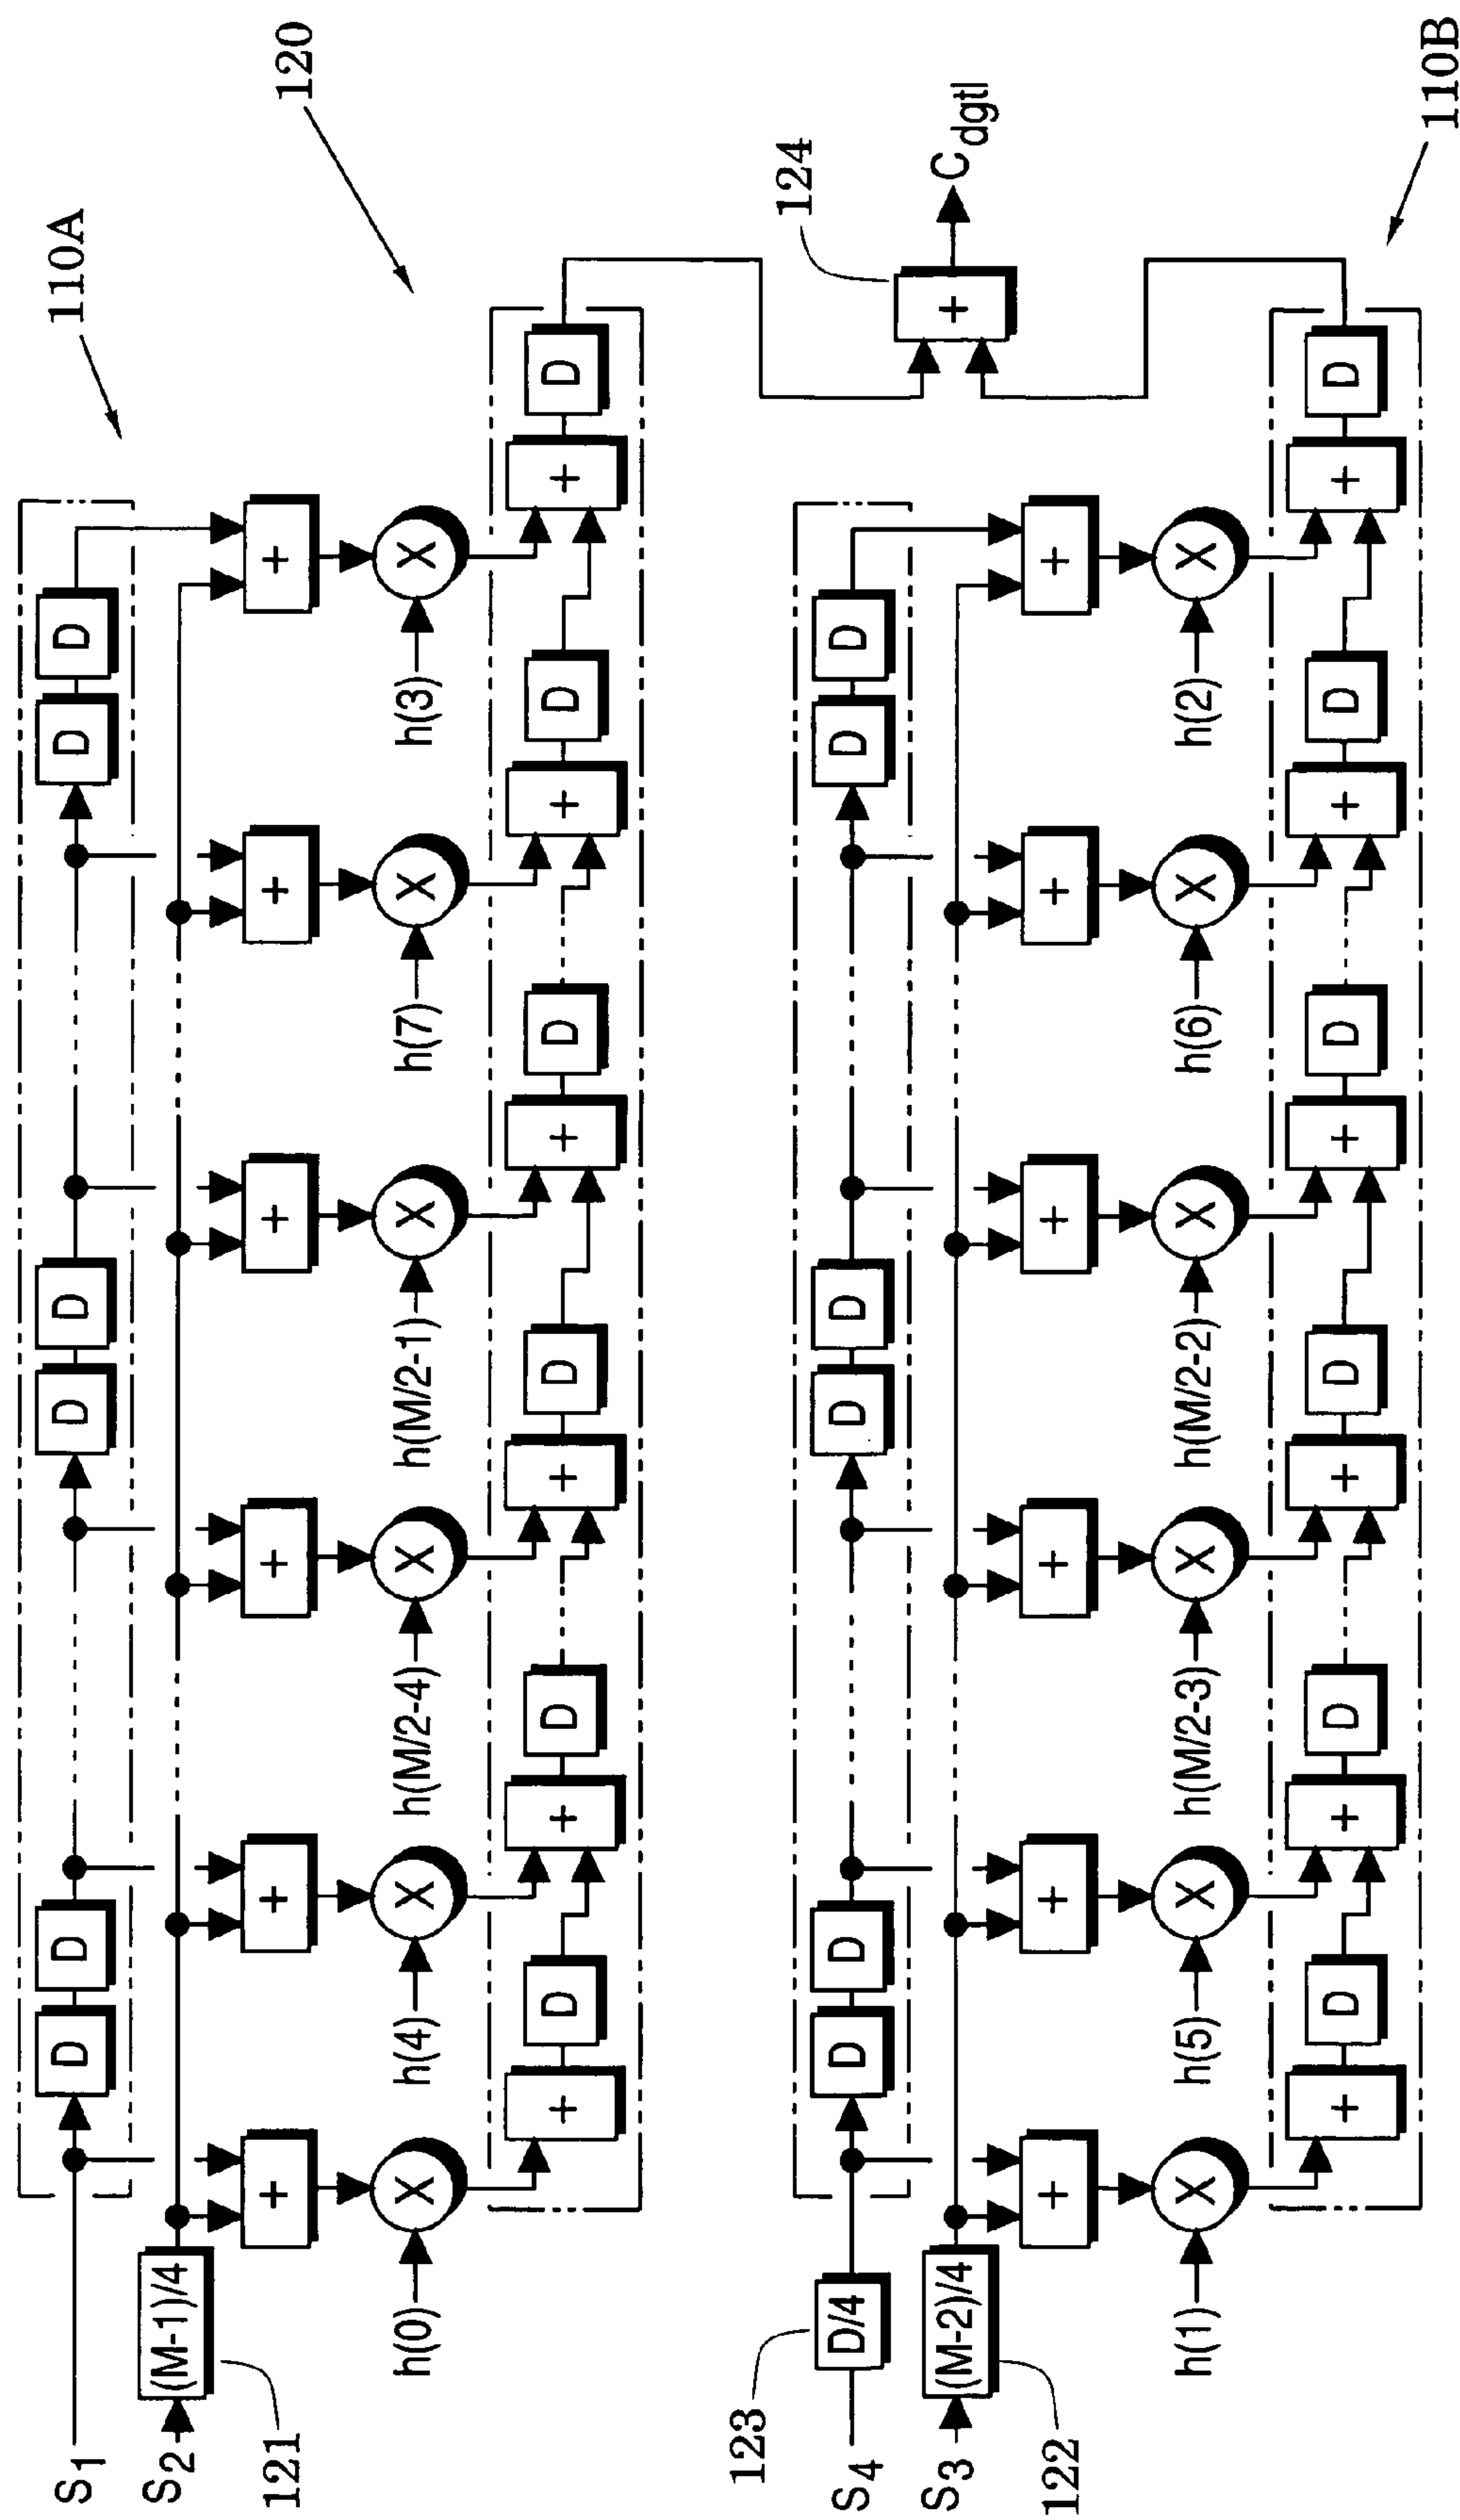 110A
120
S1
D D D D D D
S2
(M-1)/4
121
+ + + + + +
X X X X X X
h(0) h(4) h(M/2-4) h(M/2-1) h(7) h(3)
+ D + D + D + D + D + D
124
+
Cdgtl
123
S4
D/4
D D D D D D
S3
(M-2)/4
122
+ + + + + +
X X X X X X
h(1) h(5) h(M/2-3) h(M/2-2) h(6) h(2)
+ D + D + D + D + D + D
110B